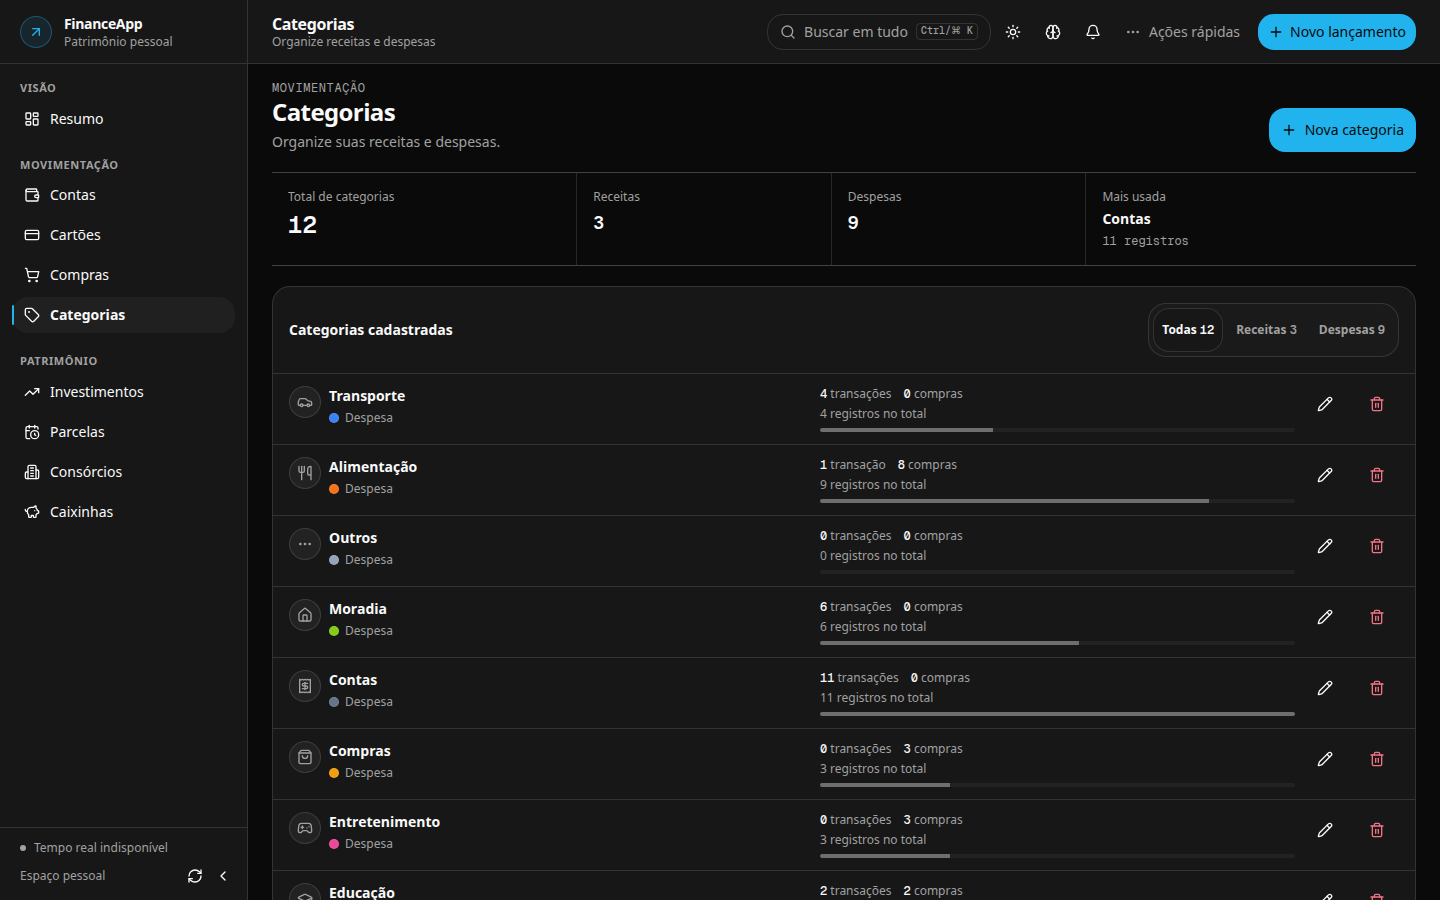 FinanceApp
Patrimônio pessoal
VISÃO
Resumo
MOVIMENTAÇÃO
Contas
Cartões
Compras
Categorias
PATRIMÔNIO
Investimentos
Parcelas
Consórcios
Caixinhas
Tempo real indisponível
Espaço pessoal
Categorias
Organize receitas e despesas
Buscar em tudo Ctrl/⌘ K
Ações rápidas
Novo lançamento
MOVIMENTAÇÃO
Categorias
Organize suas receitas e despesas.
Nova categoria
Total de categorias
12
Receitas
3
Despesas
9
Mais usada
Contas
11 registros
Categorias cadastradas
Todas 12 Receitas 3 Despesas 9
Transporte
Despesa
4 transações 0 compras
4 registros no total
Alimentação
Despesa
1 transação 8 compras
9 registros no total
Outros
Despesa
0 transações 0 compras
0 registros no total
Moradia
Despesa
6 transações 0 compras
6 registros no total
Contas
Despesa
11 transações 0 compras
11 registros no total
Compras
Despesa
0 transações 3 compras
3 registros no total
Entretenimento
Despesa
0 transações 3 compras
3 registros no total
Educação
2 transações 2 compras